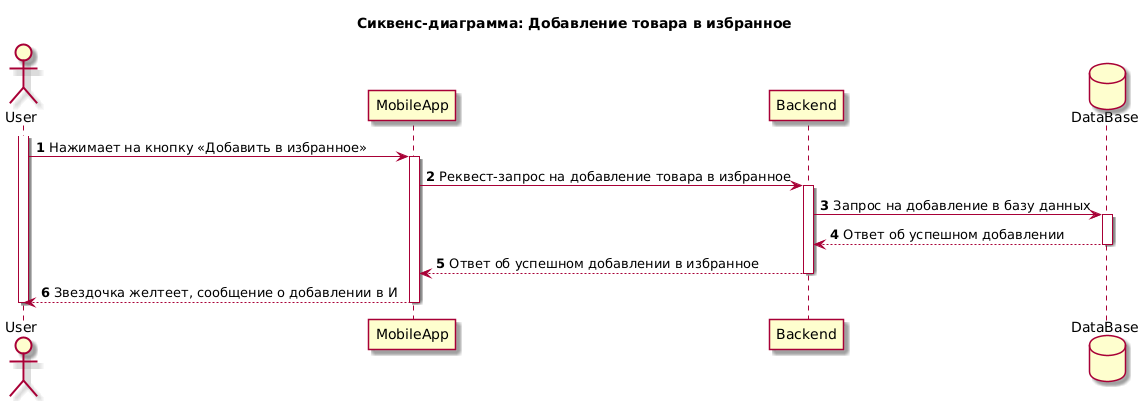 Сиквенс-диаграмма: Добавление товара в избранное
User
MobileApp
Backend
DataBase
1 Нажимает на кнопку «Добавить в избранное»
2 Реквест-запрос на добавление товара в избранное
3 Запрос на добавление в базу данных
4 Ответ об успешном добавлении
5 Ответ об успешном добавлении в избранное
6 Звездочка желтеет, сообщение о добавлении в И
User
MobileApp
Backend
DataBase